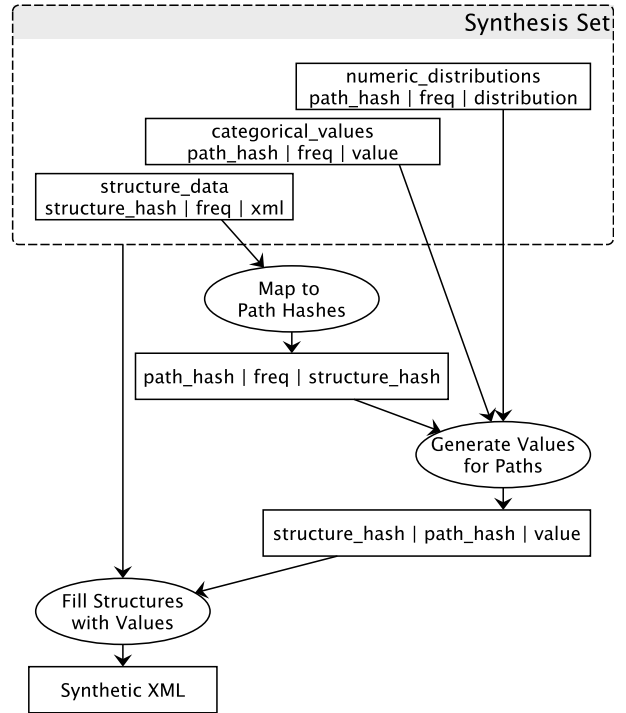 Synthesis Set
numeric_distributions
path_hash | freq | distribution
categorical_values
path_hash | freq | value
structure_data
structure_hash | freq | xml
Map to
Path Hashes
path_hash | freq | structure_hash
Generate Values
for Paths
structure_hash | path_hash | value
Fill Structures
with Values
Synthetic XML